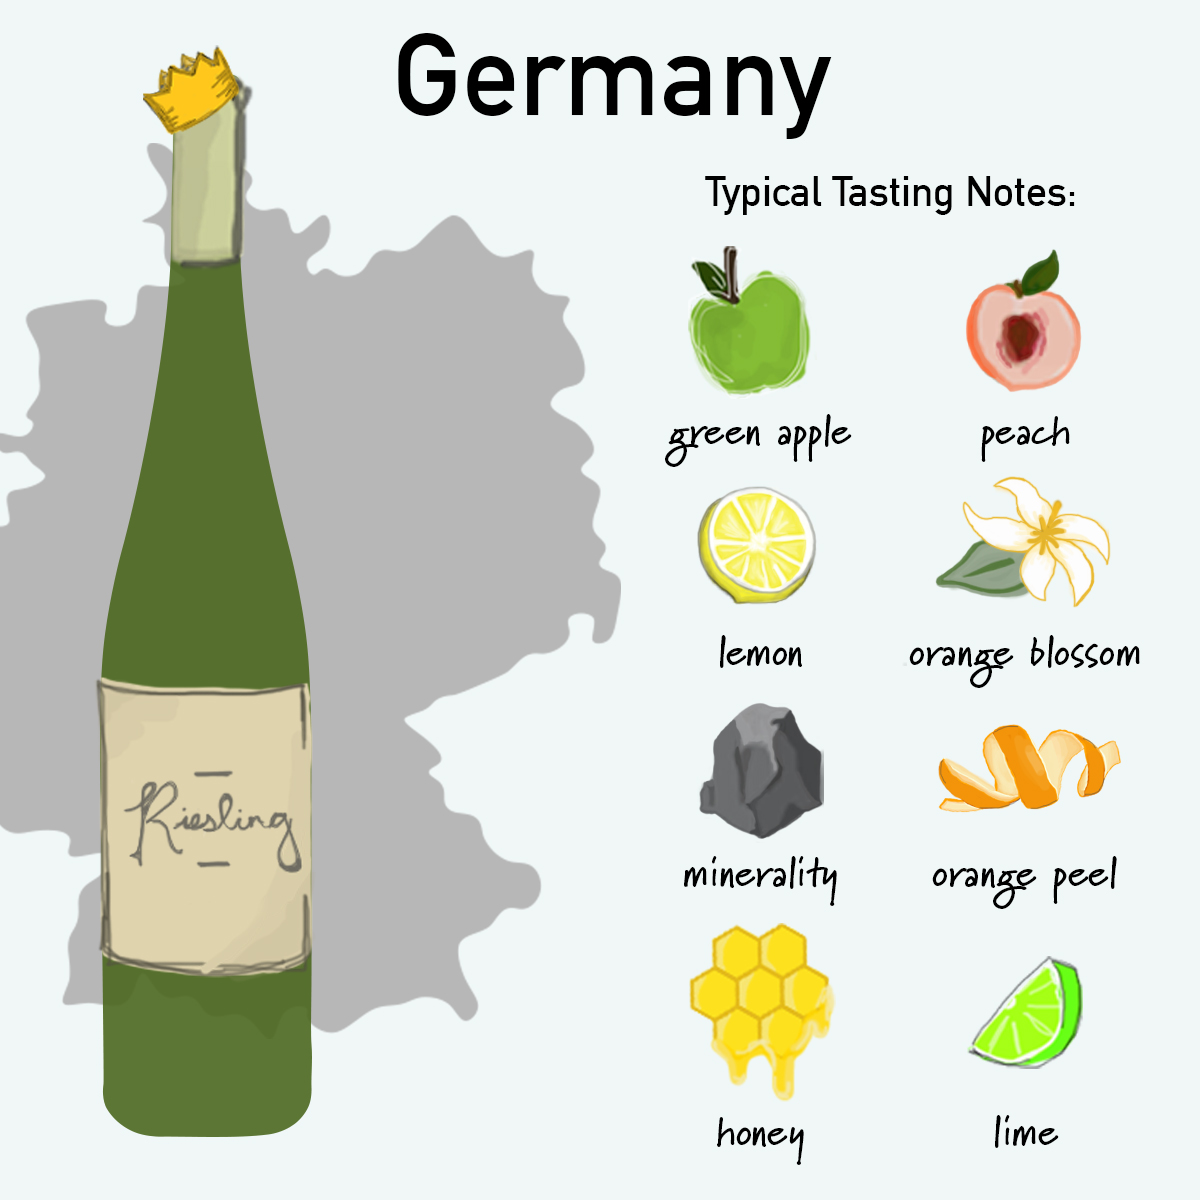 Germany
Typical Tasting Notes:
green apple
peach
lemon
orange blossom
Riesling
minerality
orange peel
honey
lime